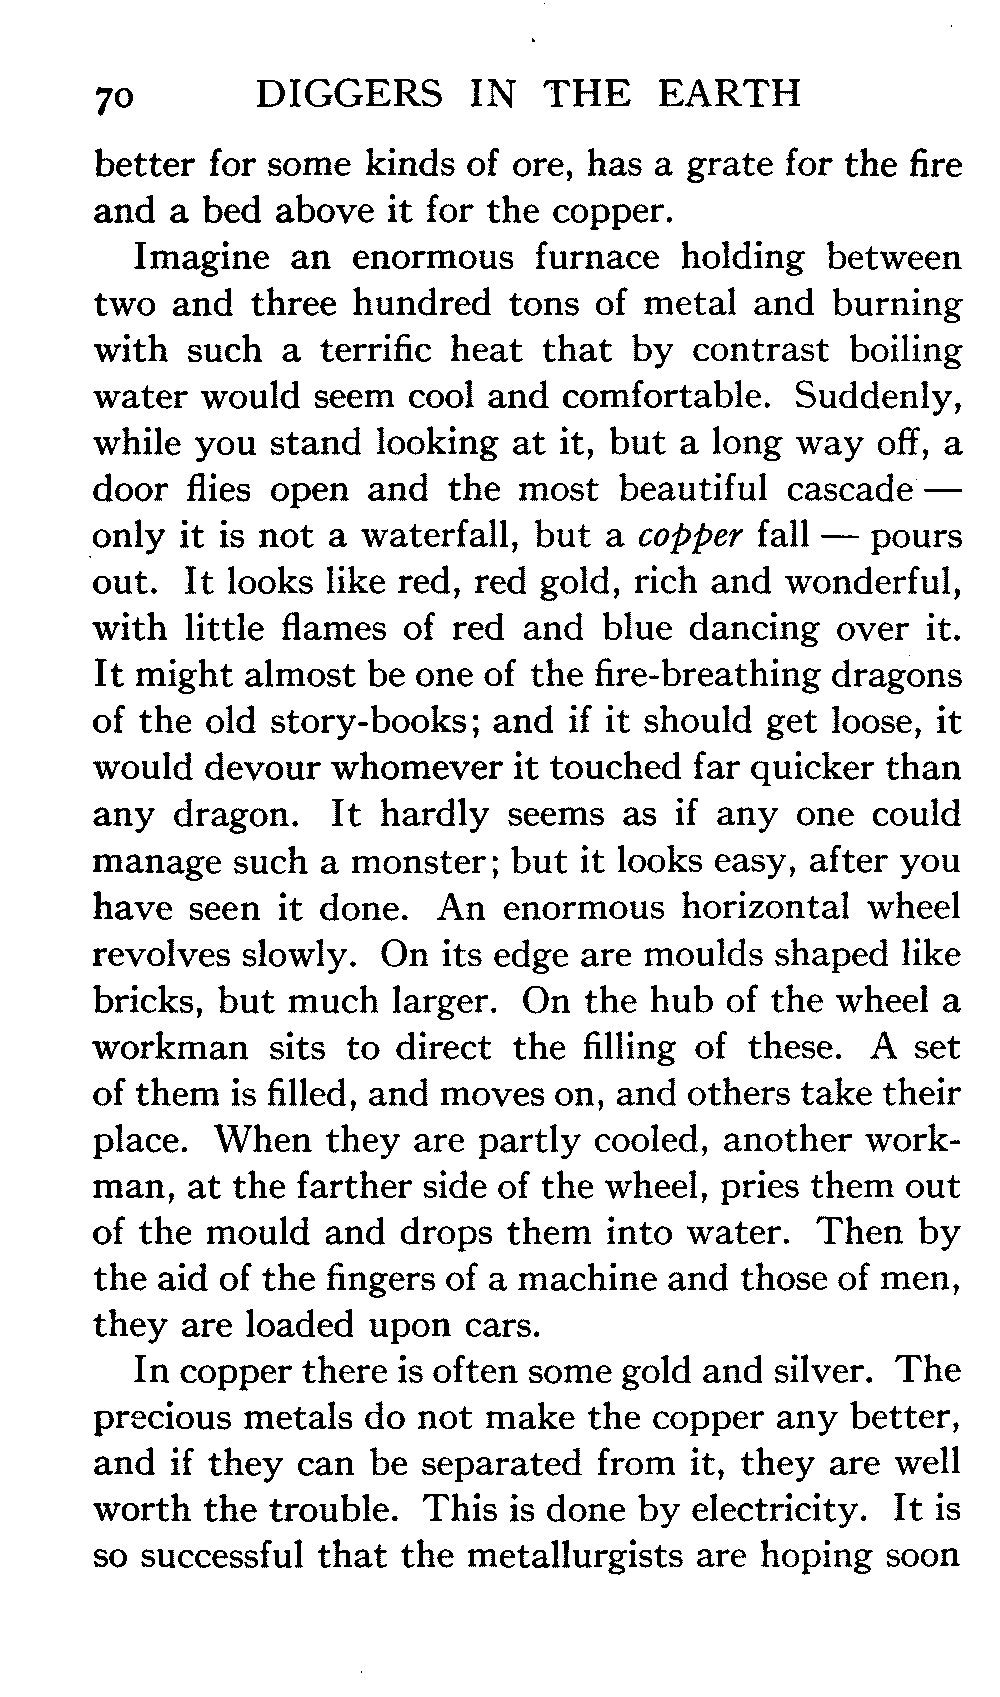 70 DIGGERS IN THE EARTH
better for some kinds of ore, has a grate for the fire
and a bed above it for the copper.
Imagine an enormous furnace holding between
two and three hundred tons of metal and burning
with such a terrific heat that by contrast boiling
water would seem cool and comfortable. Suddenly,
while you stand looking at it, but a long way off, a
door flies open and the most beautiful cascade —
only it is not a waterfall, but a copper fall — pours
out. It looks like red, red gold, rich and wonderful,
with little flames of red and blue dancing over it.
It might almost be one of the fire-breathing dragons
of the old story-books; and if it should get loose, it
would devour whomever it touched far quicker than
any dragon. It hardly seems as if any one could
manage such a monster; but it looks easy, after you
have seen it done. An enormous horizontal wheel
revolves slowly. On its edge are moulds shaped like
bricks, but much larger. On the hub of the wheel a
workman sits to direct the filling of these. A set
of them is filled, and moves on, and others take their
place. When they are partly cooled, another work-
man, at the farther side of the wheel, pries them out
of the mould and drops them into water. Then by
the aid of the fingers of a machine and those of men,
they are loaded upon cars.
In copper there is often some gold and silver. The
precious metals do not make the copper any better,
and if they can be separated from it, they are well
worth the trouble. This is done by electricity. It is
so successful that the metallurgists are hoping soon